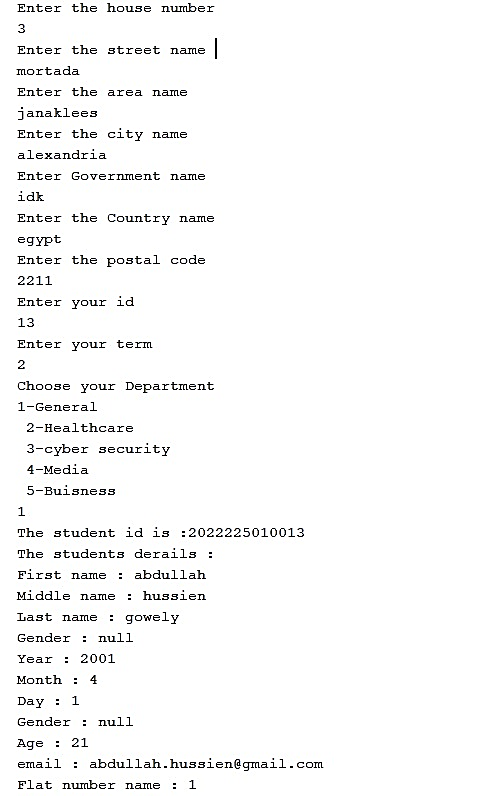 Enter the house number
3
Enter the street name
mortada
Enter the area name
janaklees
Enter the city name
alexandria
Enter Government name
idk
Enter the Country name
egypt
Enter the postal code
2211
Enter your id
13
Enter your term
2
Choose your Department
1-General
2-Healthcare
3-cyber security
4-Media
5-Buisness
1
The student id is :2022225010013
The students derails :
First name : abdullah
Middle name : hussien
Last name : gowely
Gender : null
Year : 2001
Month : 4
Day : 1
Gender : null
Age : 21
email : abdullah.hussien@gmail.com
Flat number name : 1